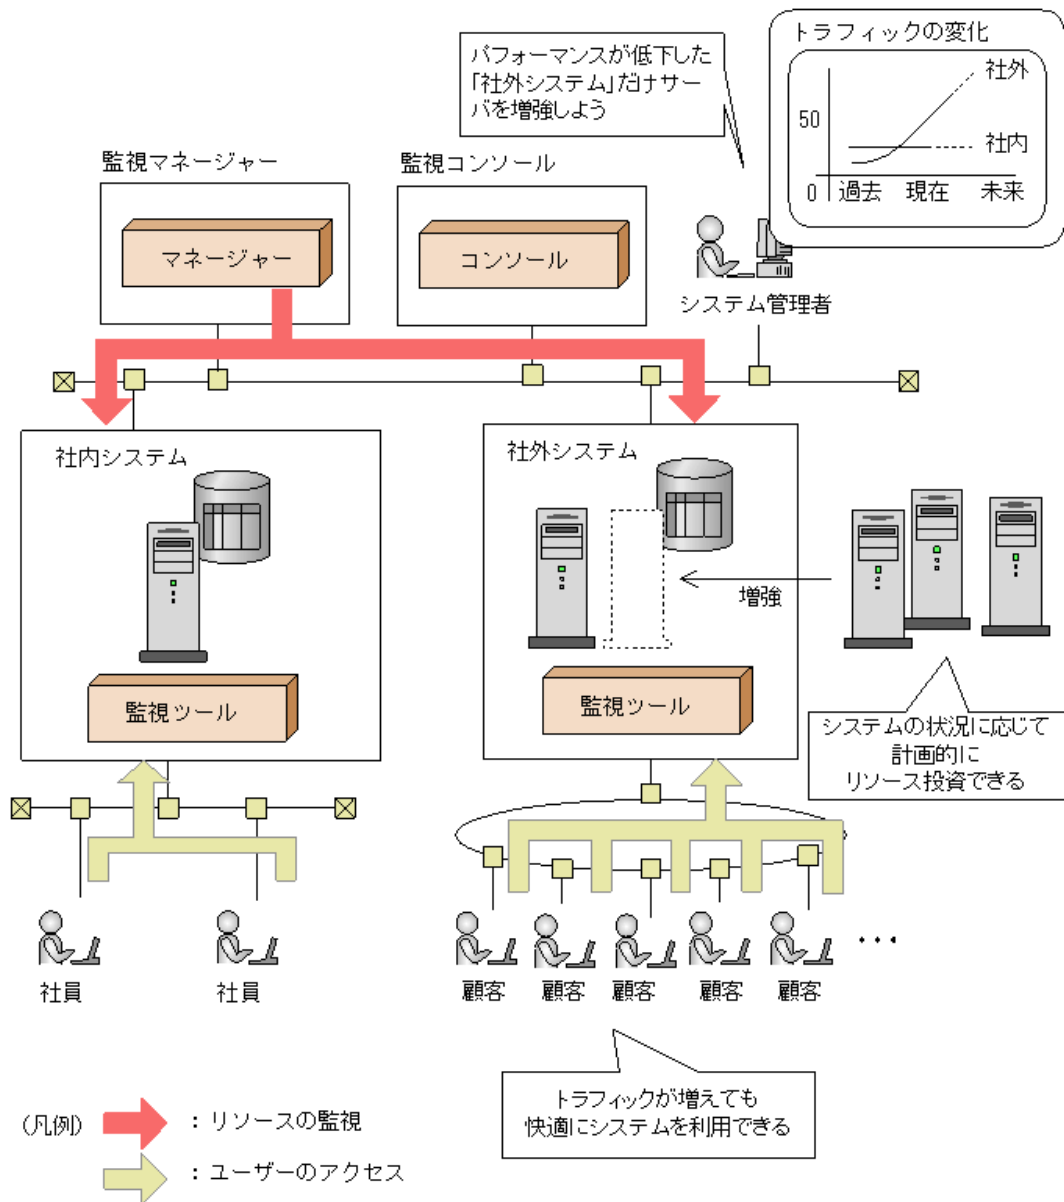 トラフィックの変化
社外
50
社内
0
過去 現在 未来
パフォーマンスが低下した
「社外システム」だけサー
バを増強しよう
監視マネージャー
監視コンソール
マネージャー
コンソール
システム管理者
社内システム
社外システム
増強
監視ツール
監視ツール
システムの状況に応じて
計画的に
リソース投資できる
社員
社員
顧客
顧客
顧客
顧客
顧客
・・・
トラフィックが増えても
快適にシステムを利用できる
(凡例)
：リソースの監視
：ユーザーのアクセス